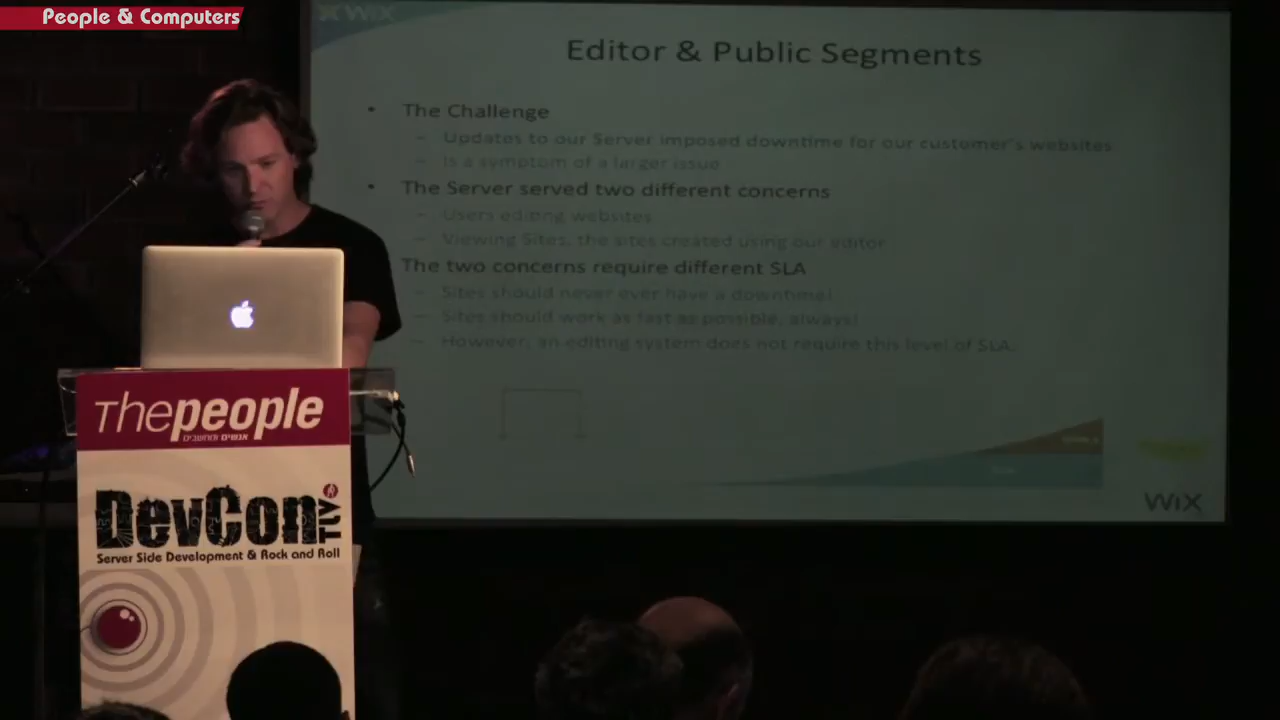 People & Computers
WiX
Editor & Public Segments
• The Challenge
– Updates to our Server imposed downtime for our customer's websites
– Is a symptom of a larger issue
• The Server served two different concerns
– Users editing websites
– Viewing Sites, the sites created using our editor
The two concerns require different SLA
– Sites should never ever have a downtime!
– Sites should work as fast as possible, always!
– However, an editing system does not require this level of SLA.
WiX
Thepeople
אנשים ומחשבים
DevCon TLV
Server Side Development & Rock and Roll